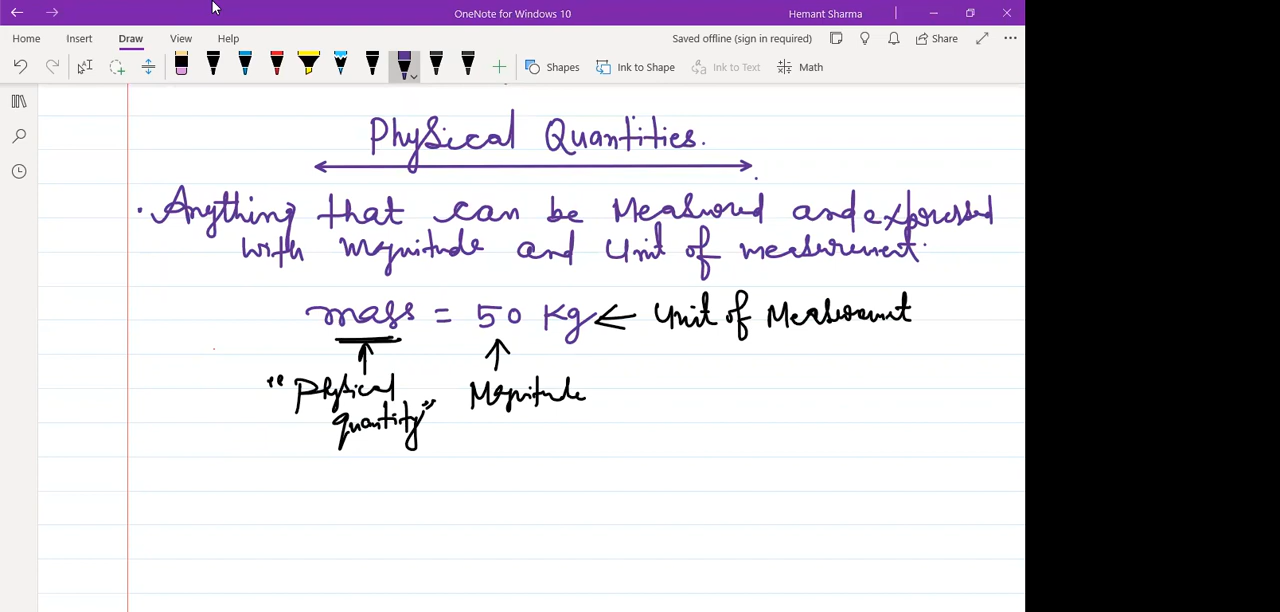 OneNote for Windows 10
Hemant Sharma
Home Insert Draw View Help
Saved offline (sign in required)
Share
Shapes
Ink to Shape
Ink to Text
Math
Physical Quantities.
• Anything that can be Measured and expressed
with Magnitude and Unit of measurement.
mass = 50 Kg ← Unit of Measurement
"Physical
quantity"
Magnitude